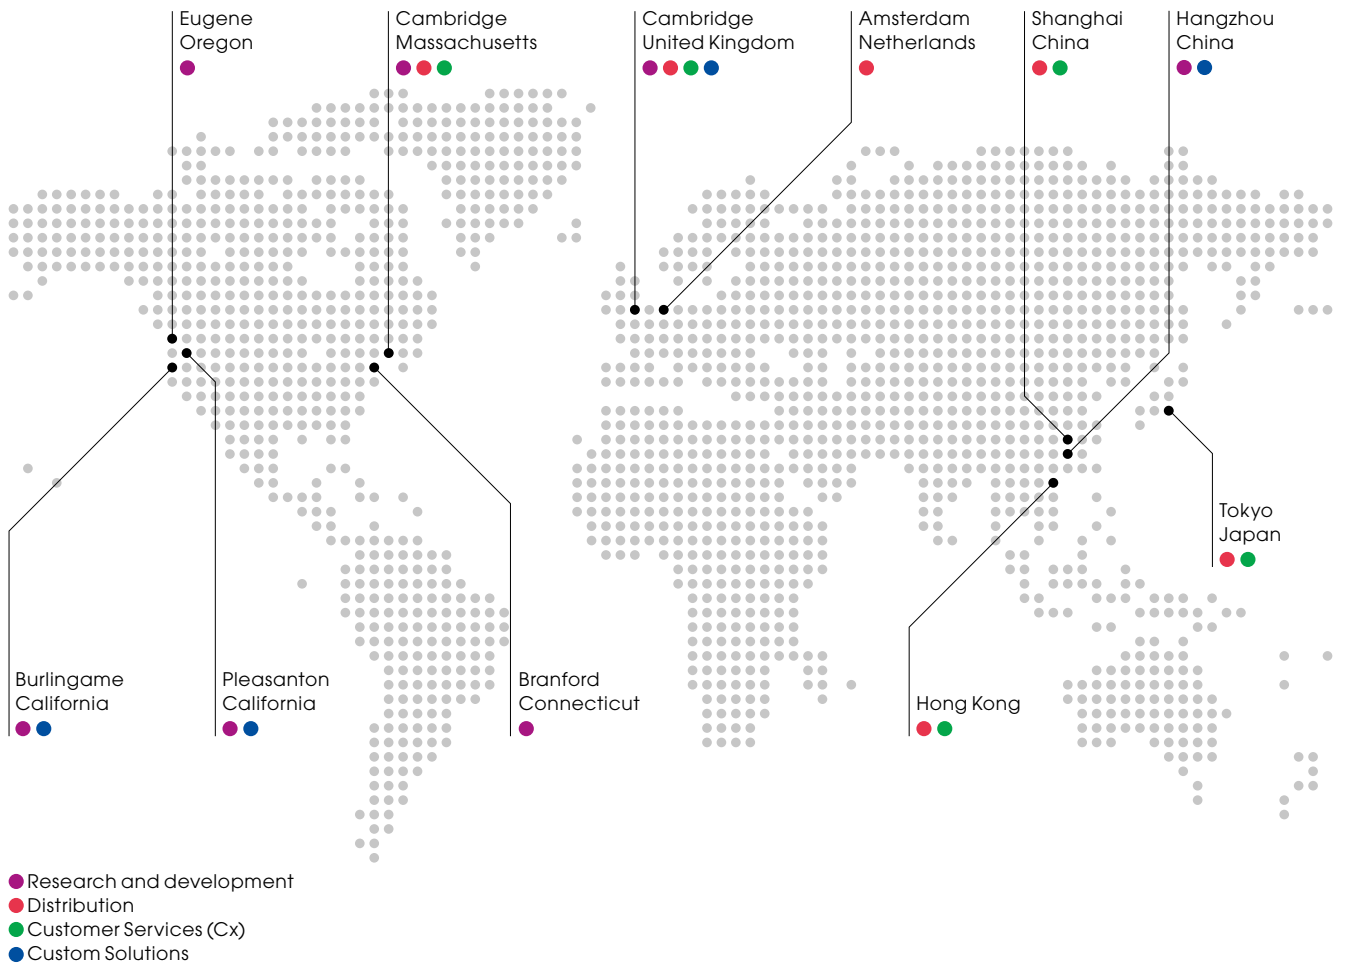 Eugene
Oregon
Cambridge
Massachusetts
Cambridge
United Kingdom
Amsterdam
Netherlands
Shanghai
China
Hangzhou
China
Tokyo
Japan
Burlingame
California
Pleasanton
California
Branford
Connecticut
Hong Kong
Research and development
Distribution
Customer Services (Cx)
Custom Solutions